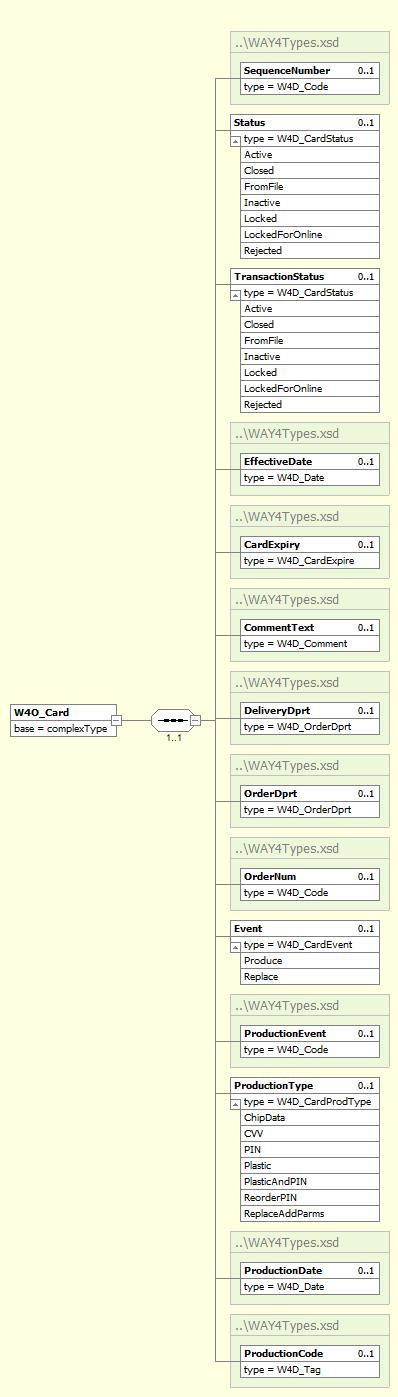 ..\WAY4Types.xsd
SequenceNumber 0..1
type = W4D_Code
Status 0..1
type = W4D_CardStatus
Active
Closed
FromFile
Inactive
Locked
LockedForOnline
Rejected
TransactionStatus 0..1
type = W4D_CardStatus
Active
Closed
FromFile
Inactive
Locked
LockedForOnline
Rejected
..\WAY4Types.xsd
EffectiveDate 0..1
type = W4D_Date
..\WAY4Types.xsd
CardExpiry 0..1
type = W4D_CardExpire
..\WAY4Types.xsd
CommentText 0..1
type = W4D_Comment
..\WAY4Types.xsd
DeliveryDprt 0..1
type = W4D_OrderDprt
W4O_Card
base = complexType
1..1
..\WAY4Types.xsd
OrderDprt 0..1
type = W4D_OrderDprt
..\WAY4Types.xsd
OrderNum 0..1
type = W4D_Code
Event 0..1
type = W4D_CardEvent
Produce
Replace
..\WAY4Types.xsd
ProductionEvent 0..1
type = W4D_Code
ProductionType 0..1
type = W4D_CardProdType
ChipData
CVV
PIN
Plastic
PlasticAndPIN
ReorderPIN
ReplaceAddParms
..\WAY4Types.xsd
ProductionDate 0..1
type = W4D_Date
..\WAY4Types.xsd
ProductionCode 0..1
type = W4D_Tag